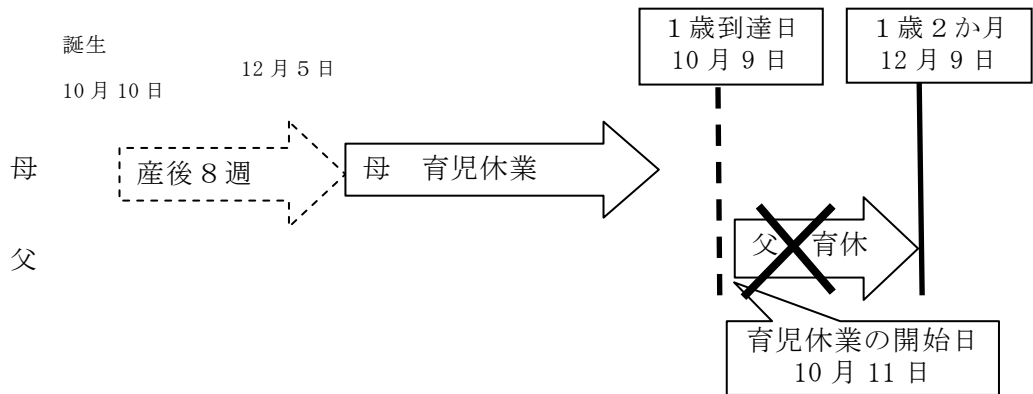 誕生
10月10日
12月5日
1歳到達日
10月9日
1歳2か月
12月9日
母
産後8週
母 育児休業
父
父 育休
育児休業の開始日
10月11日